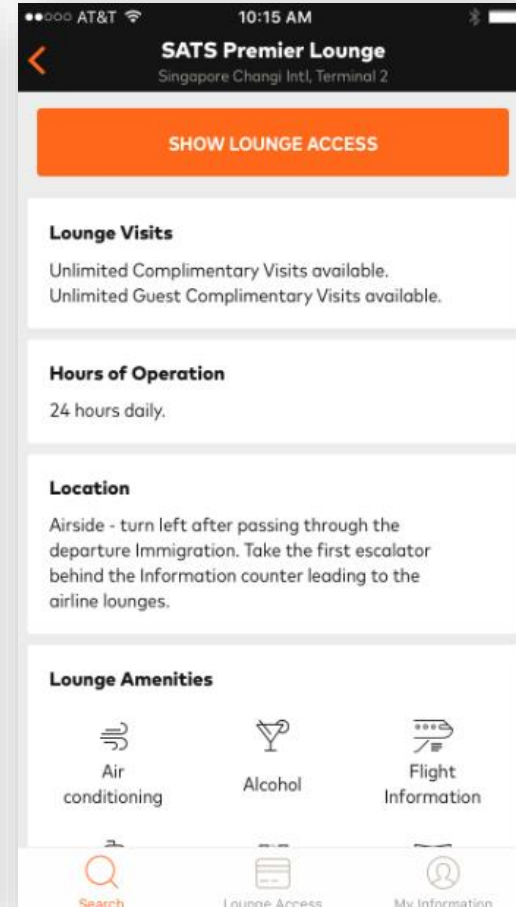 AT&T 10:15 AM
SATS Premier Lounge
Singapore Changi Intl, Terminal 2
SHOW LOUNGE ACCESS
Lounge Visits
Unlimited Complimentary Visits available.
Unlimited Guest Complimentary Visits available.
Hours of Operation
24 hours daily.
Location
Airside - turn left after passing through the
departure Immigration. Take the first escalator
behind the Information counter leading to the
airline lounges.
Lounge Amenities
Air
conditioning
Alcohol
Flight
Information
Search Lounge Access My Information